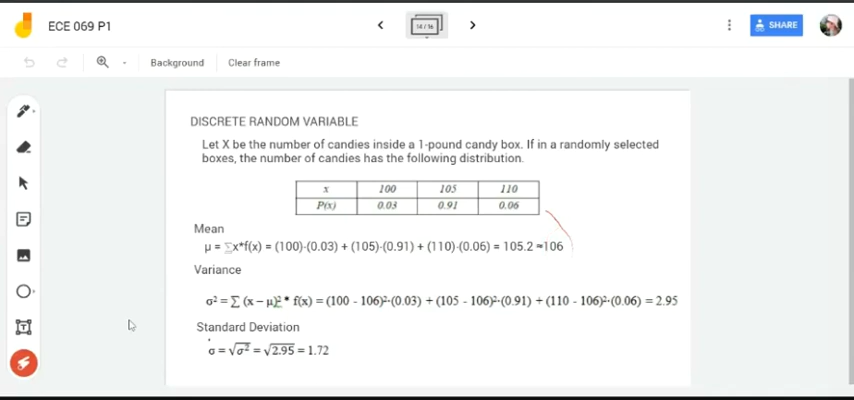 ECE 069 P1
14 / 16
SHARE
Background
Clear frame
DISCRETE RANDOM VARIABLE
Let X be the number of candies inside a 1-pound candy box. If in a randomly selected
boxes, the number of candies has the following distribution.
x 100 105 110
P(x) 0.03 0.91 0.06
Mean
μ = ∑x*f(x) = (100)·(0.03) + (105)·(0.91) + (110)·(0.06) = 105.2 ≈106
Variance
σ² = ∑ (x − μ)² * f(x) = (100 - 106)²·(0.03) + (105 - 106)²·(0.91) + (110 - 106)²·(0.06) = 2.95
Standard Deviation
σ = √σ² = √2.95 = 1.72